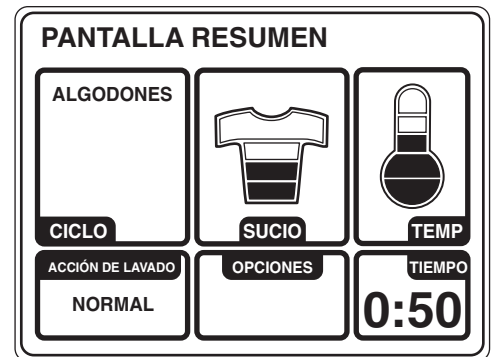 PANTALLA RESUMEN
ALGODONES
CICLO
SUCIO
TEMP
ACCIÓN DE LAVADO
NORMAL
OPCIONES
TIEMPO
0:50